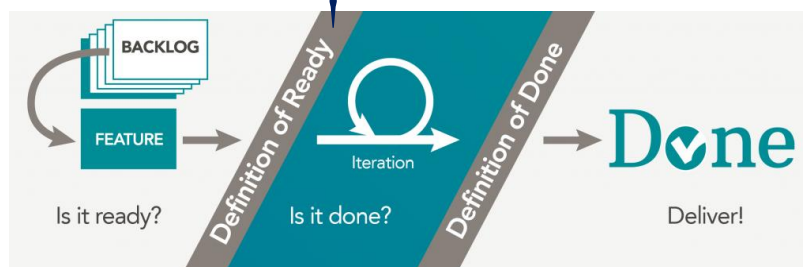 BACKLOG
FEATURE
Is it ready?
Definition of Ready
Iteration
Is it done?
Definition of Done
Done
Deliver!